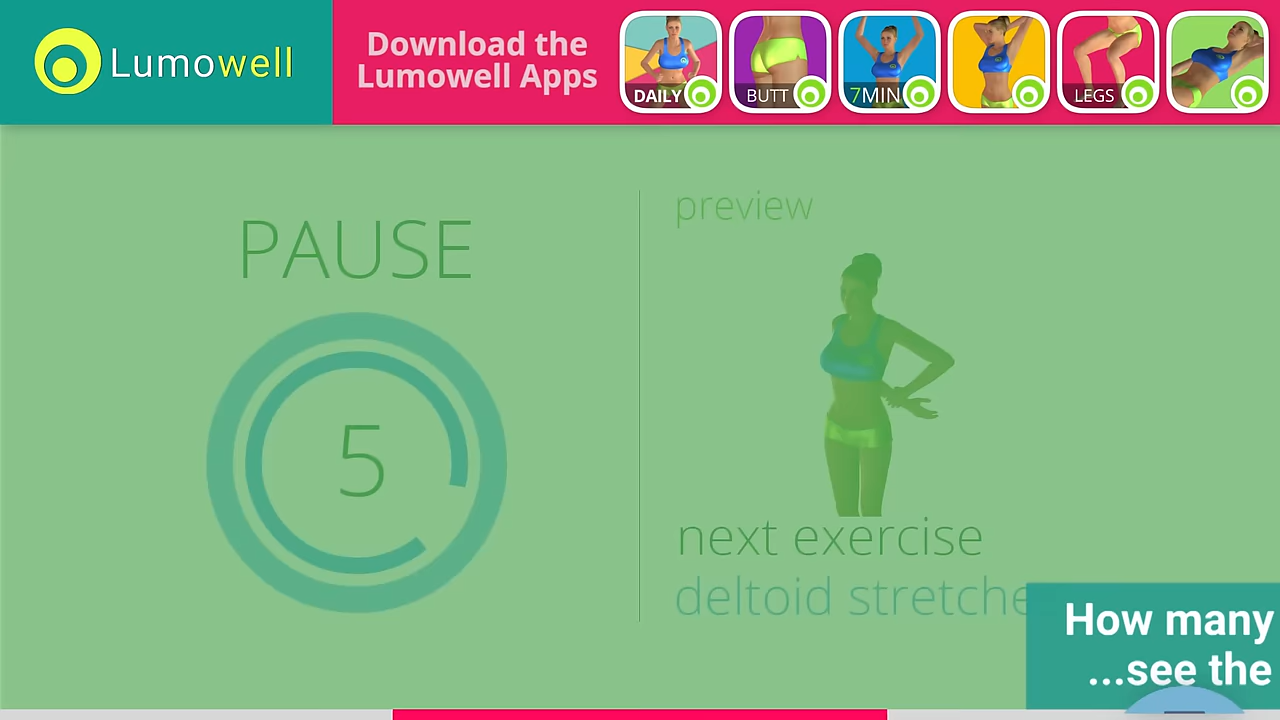 Lumowell
Download the
Lumowell Apps
DAILY
BUTT
7MIN
LEGS
PAUSE
5
preview
next exercise
deltoid stretche
How many
...see the